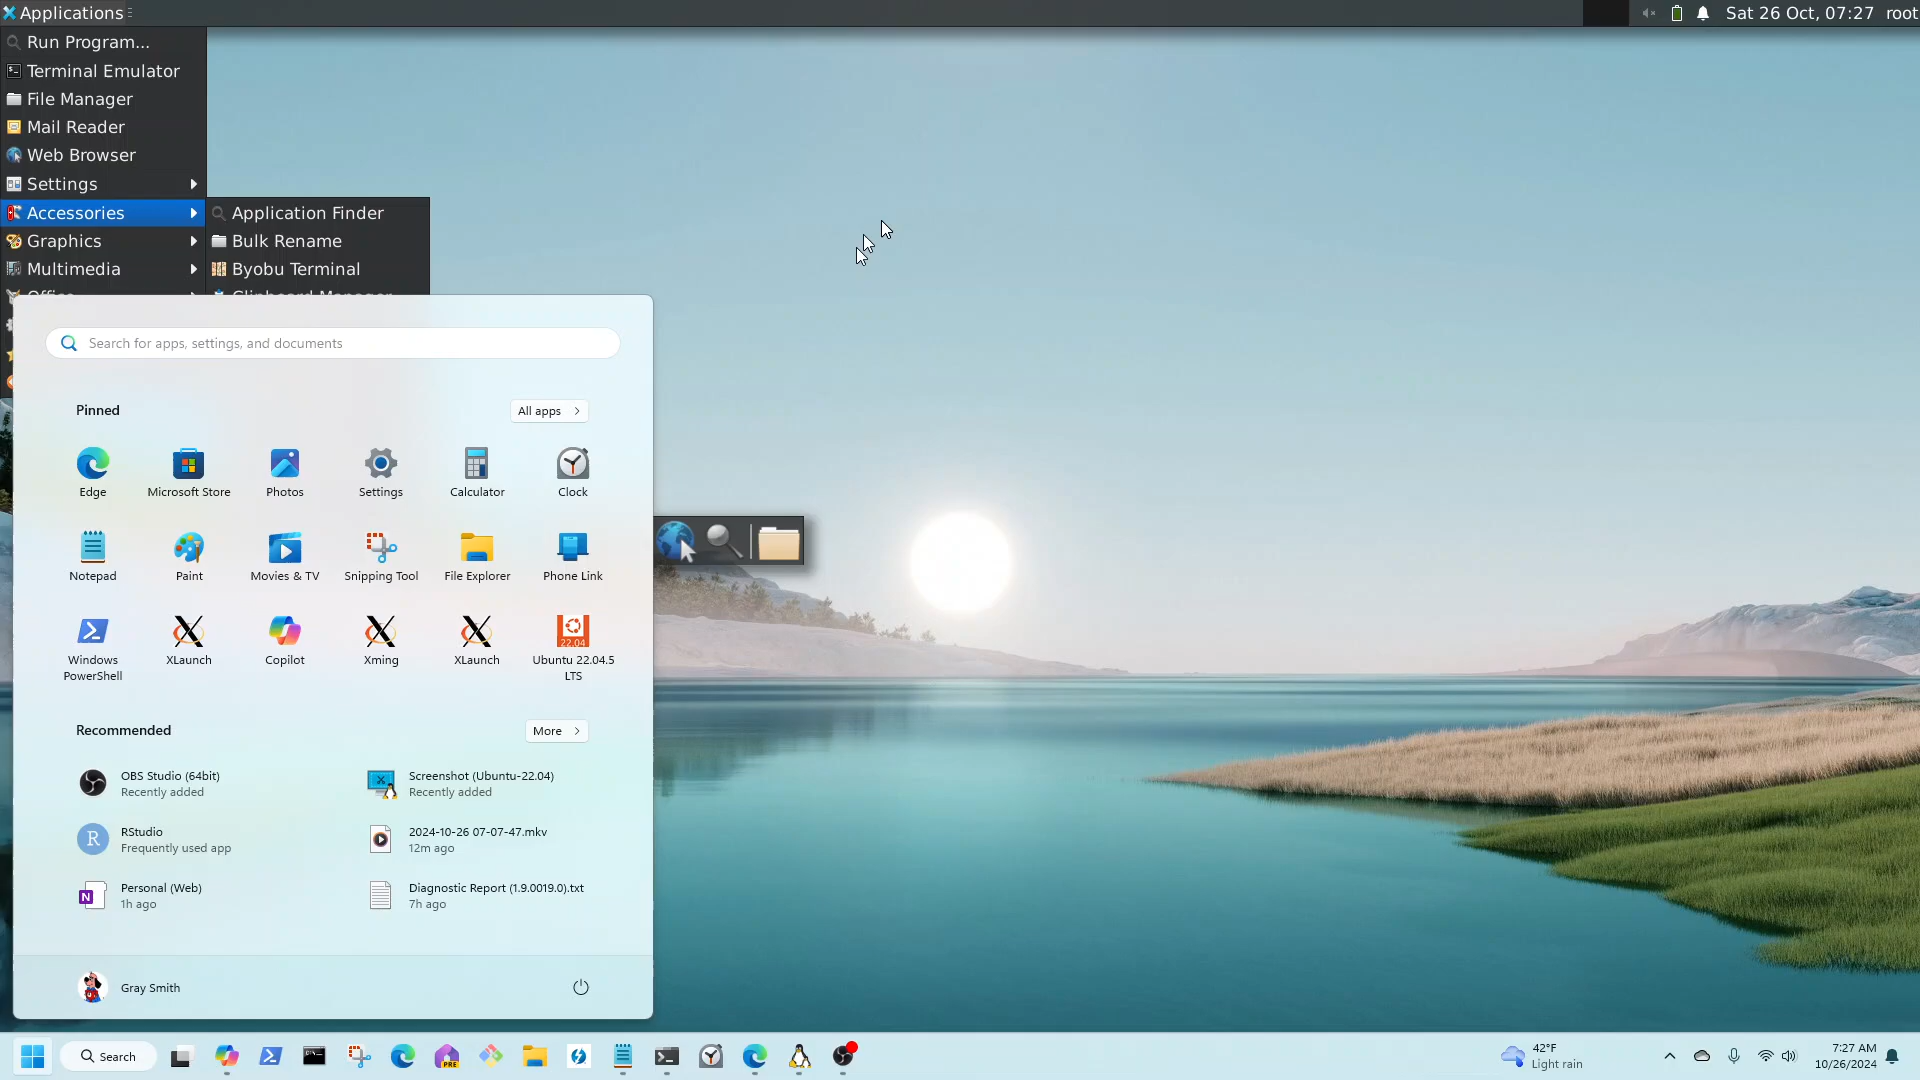 Applications
Sat 26 Oct, 07:27 root
Run Program...
Terminal Emulator
File Manager
Mail Reader
Web Browser
Settings
Accessories
Graphics
Multimedia
Application Finder
Bulk Rename
Byobu Terminal
Clipboard Manager
Office
Search for apps, settings, and documents
Pinned
All apps
Edge
Microsoft Store
Photos
Settings
Calculator
Clock
Notepad
Paint
Movies & TV
Snipping Tool
File Explorer
Phone Link
Windows PowerShell
XLaunch
Copilot
Xming
XLaunch
22.04
Ubuntu 22.04.5 LTS
Recommended
More
OBS Studio (64bit)
Recently added
Screenshot (Ubuntu-22.04)
Recently added
R
RStudio
Frequently used app
2024-10-26 07-07-47.mkv
12m ago
N
Personal (Web)
1h ago
Diagnostic Report (1.9.0019.0).txt
7h ago
Gray Smith
Search
PRE
42°F
Light rain
7:27 AM
10/26/2024